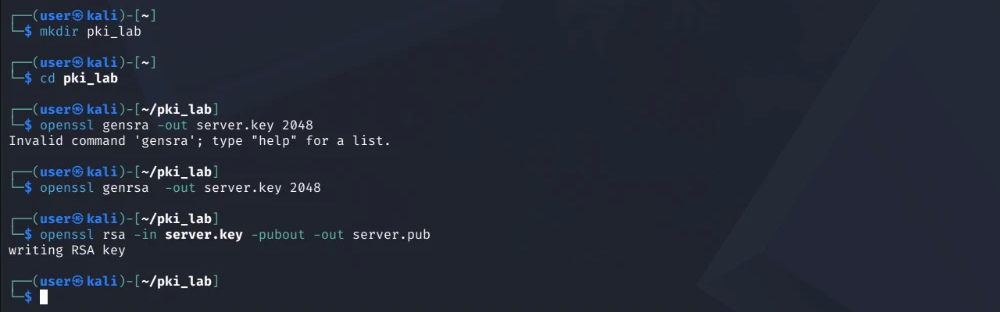 ┌──(user㉿kali)-[~]
└─$ mkdir pki_lab
┌──(user㉿kali)-[~]
└─$ cd pki_lab
┌──(user㉿kali)-[~/pki_lab]
└─$ openssl gensra -out server.key 2048
Invalid command 'gensra'; type "help" for a list.
┌──(user㉿kali)-[~/pki_lab]
└─$ openssl genrsa  -out server.key 2048
┌──(user㉿kali)-[~/pki_lab]
└─$ openssl rsa -in server.key -pubout -out server.pub
writing RSA key
┌──(user㉿kali)-[~/pki_lab]
└─$